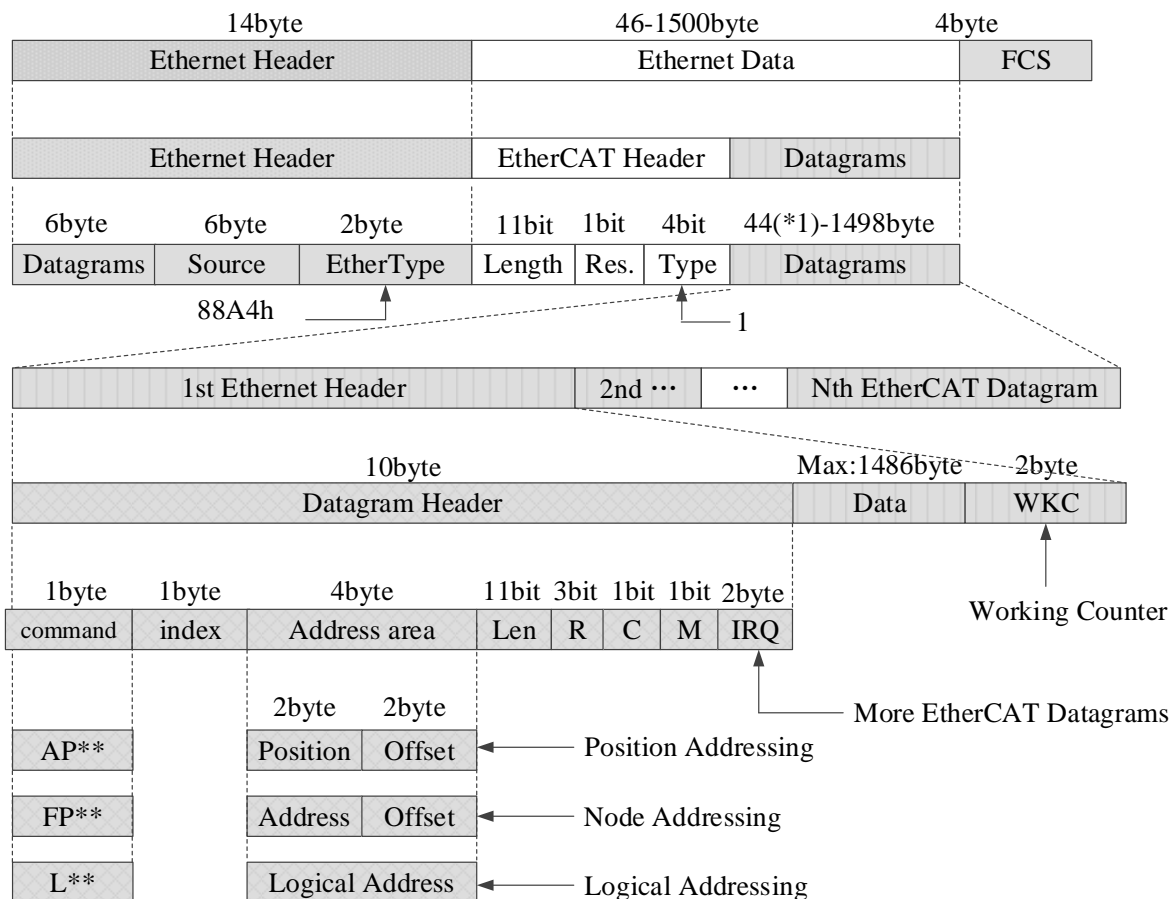 14byte 46-1500byte 4byte
Ethernet Header Ethernet Data FCS
Ethernet Header EtherCAT Header Datagrams
6byte 6byte 2byte 11bit 1bit 4bit 44(*1)-1498byte
Datagrams Source EtherType Length Res. Type Datagrams
88A4h 1
1st Ethernet Header 2nd ··· ··· Nth EtherCAT Datagram
10byte Max:1486byte 2byte
Datagram Header Data WKC
1byte 1byte 4byte 11bit 3bit 1bit 1bit 2byte
Working Counter
command index Address area Len R C M IRQ
2byte 2byte
More EtherCAT Datagrams
AP** Position Offset Position Addressing
FP** Address Offset Node Addressing
L** Logical Address Logical Addressing